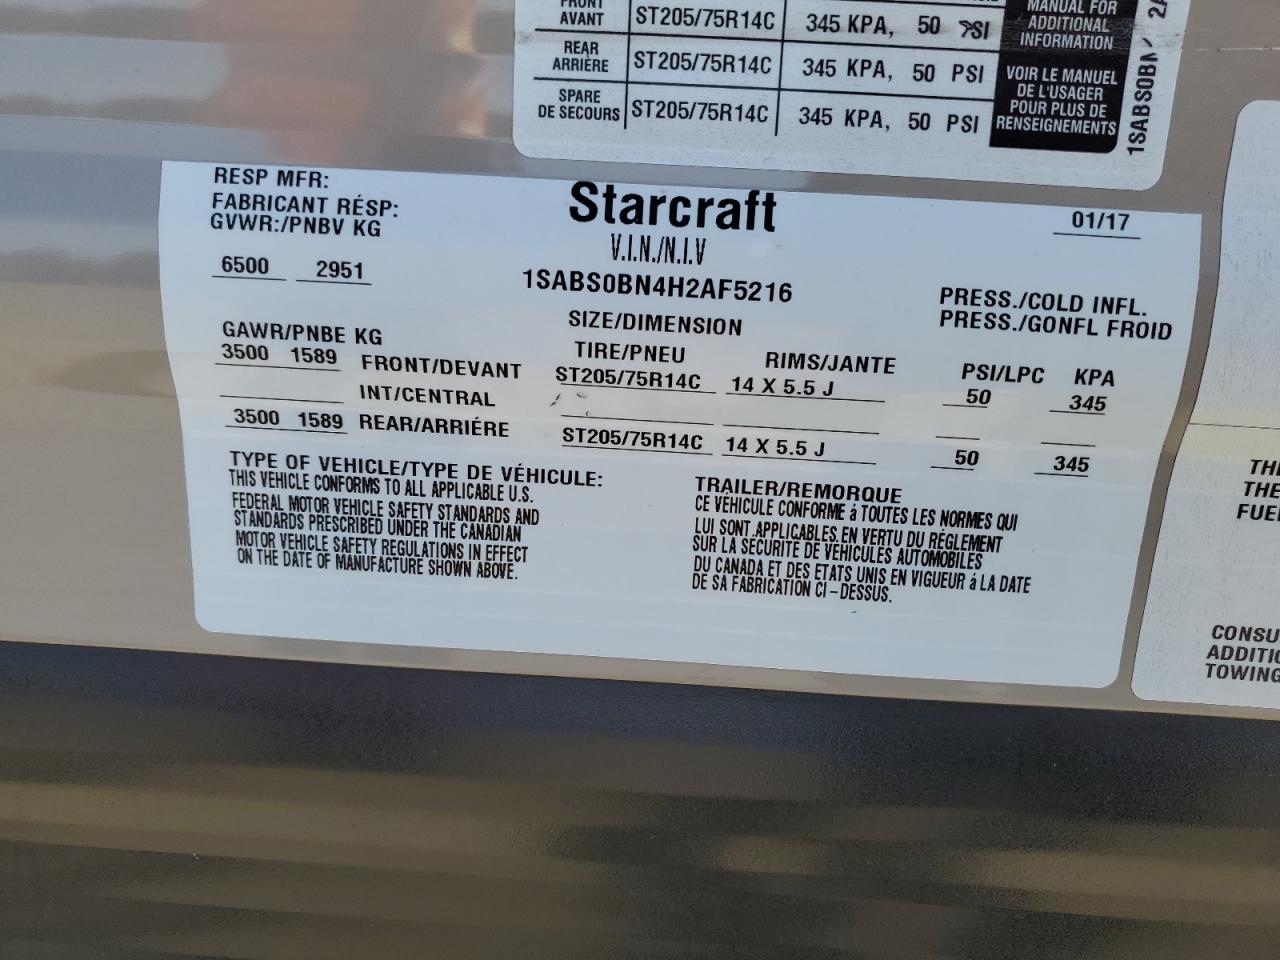 FRONT
AVANT ST205/75R14C 345 KPA, 50 PSI
REAR
ARRIÈRE ST205/75R14C 345 KPA, 50 PSI
SPARE
DE SECOURS ST205/75R14C 345 KPA, 50 PSI
MANUAL FOR
ADDITIONAL
INFORMATION
VOIR LE MANUEL
DE L'USAGER
POUR PLUS DE
RENSEIGNEMENTS
1SABS0BN
RESP MFR:
FABRICANT RÉSP:
GVWR:/PNBV KG
6500 2951
Starcraft
01/17
V.I.N./N.I.V
1SABS0BN4H2AF5216
SIZE/DIMENSION
PRESS./COLD INFL.
PRESS./GONFL FROID
GAWR/PNBE KG
TIRE/PNEU RIMS/JANTE PSI/LPC KPA
3500 1589 FRONT/DEVANT ST205/75R14C 14 X 5.5 J 50 345
INT/CENTRAL
3500 1589 REAR/ARRIÉRE ST205/75R14C 14 X 5.5 J 50 345
TYPE OF VEHICLE/TYPE DE VÉHICULE: TRAILER/REMORQUE
THIS VEHICLE CONFORMS TO ALL APPLICABLE U.S.
FEDERAL MOTOR VEHICLE SAFETY STANDARDS AND
STANDARDS PRESCRIBED UNDER THE CANADIAN
MOTOR VEHICLE SAFETY REGULATIONS IN EFFECT
ON THE DATE OF MANUFACTURE SHOWN ABOVE.
CE VÉHICULE CONFORME á TOUTES LES NORMES QUI
LUI SONT APPLICABLES EN VERTU DU RÉGLEMENT
SUR LA SÉCURITÉ DE VÉHICULES AUTOMOBILES
DU CANADA ET DES ETATS UNIS EN VIGUEUR á LA DATE
DE SA FABRICATION CI-DESSUS.
THE
FUEL
CONSU
ADDITIO
TOWING